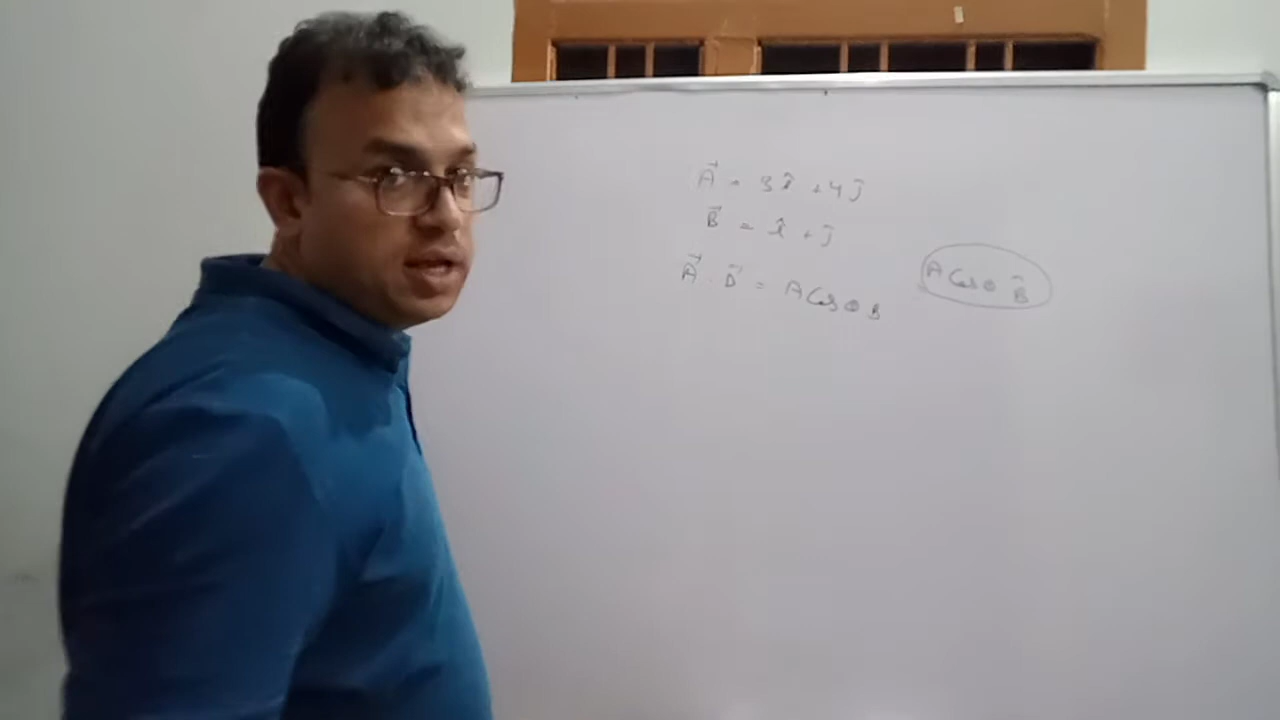 A⃗ = 3î + 4ĵ
B⃗ = î + ĵ
A⃗ . B⃗ = A Cos θ B
A Cos θ B̂